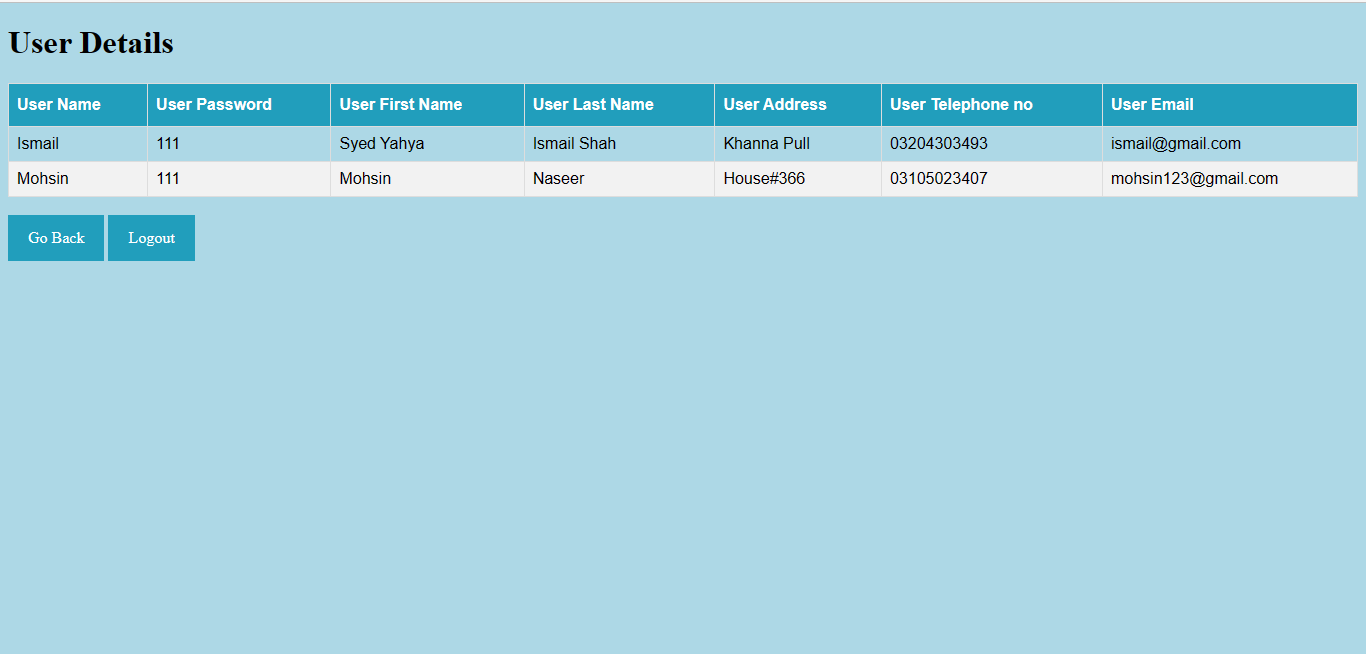 User Details
User Name User Password User First Name User Last Name User Address User Telephone no User Email
Ismail 111 Syed Yahya Ismail Shah Khanna Pull 03204303493 ismail@gmail.com
Mohsin 111 Mohsin Naseer House#366 03105023407 mohsin123@gmail.com
Go Back Logout